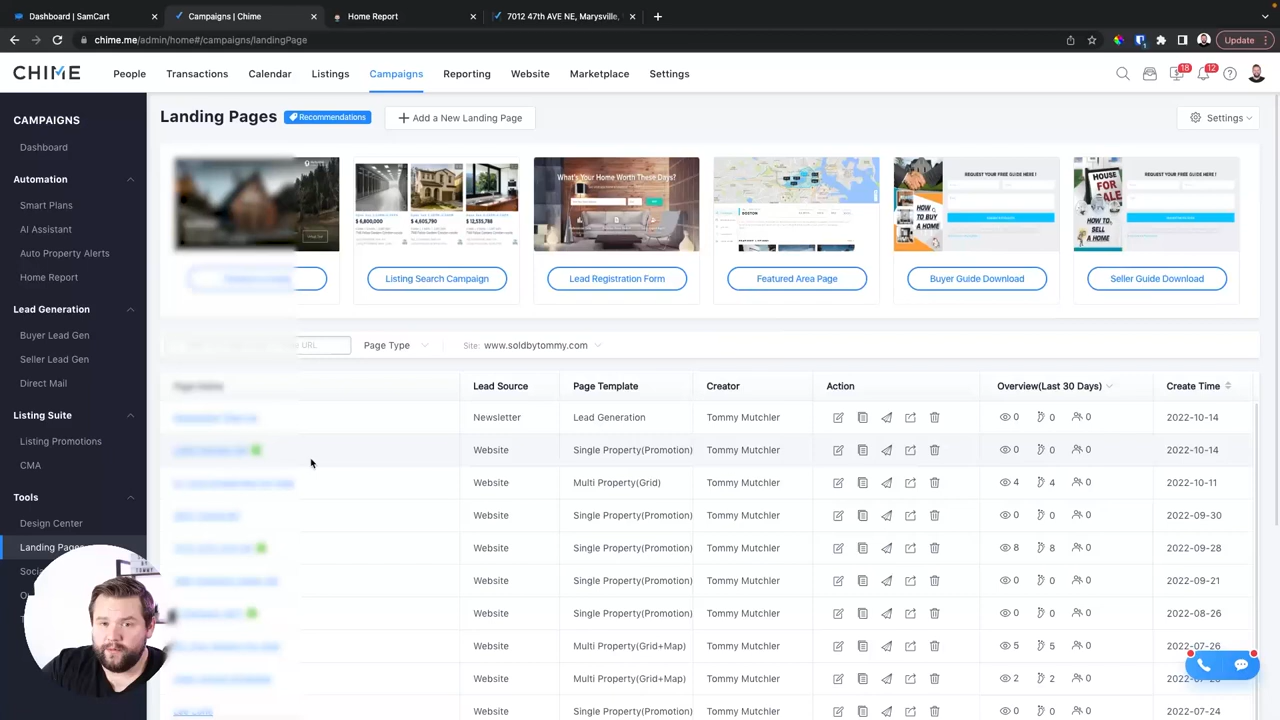 Dashboard | SamCart
Campaigns | Chime
Home Report
7012 47th AVE NE, Marysville,
chime.me/admin/home#/campaigns/landingPage
Update
CHIME
People
Transactions
Calendar
Listings
Campaigns
Reporting
Website
Marketplace
Settings
18
12
CAMPAIGNS
Dashboard
Automation
Smart Plans
AI Assistant
Auto Property Alerts
Home Report
Lead Generation
Buyer Lead Gen
Seller Lead Gen
Direct Mail
Listing Suite
Listing Promotions
CMA
Tools
Design Center
Landing Pages
Landing Pages
Recommendations
+ Add a New Landing Page
Settings
$ 6,800,000
$ 4,605,790
$ 12,535,788
What's Your Home Worth These Days?
BOSTON
HOW TO BUY A HOME
REQUEST YOUR FREE GUIDE HERE !
HOUSE FOR SALE
HOW TO SELL A HOME
REQUEST YOUR FREE GUIDE HERE !
Listing Search Campaign
Lead Registration Form
Featured Area Page
Buyer Guide Download
Seller Guide Download
URL
Page Type
Site: www.soldbytommy.com
Lead Source Page Template Creator Action Overview(Last 30 Days) Create Time
Newsletter Lead Generation Tommy Mutchler 0 0 0 2022-10-14
Website Single Property(Promotion) Tommy Mutchler 0 0 0 2022-10-14
Website Multi Property(Grid) Tommy Mutchler 4 4 0 2022-10-11
Website Single Property(Promotion) Tommy Mutchler 0 0 0 2022-09-30
Website Single Property(Promotion) Tommy Mutchler 8 8 0 2022-09-28
Website Single Property(Promotion) Tommy Mutchler 0 0 0 2022-09-21
Website Single Property(Promotion) Tommy Mutchler 0 0 0 2022-08-26
Website Multi Property(Grid+Map) Tommy Mutchler 5 5 0 2022-07-26
Website Multi Property(Grid+Map) Tommy Mutchler 2 2 0
Website Single Property(Promotion) Tommy Mutchler 0 0 0 2022-07-24